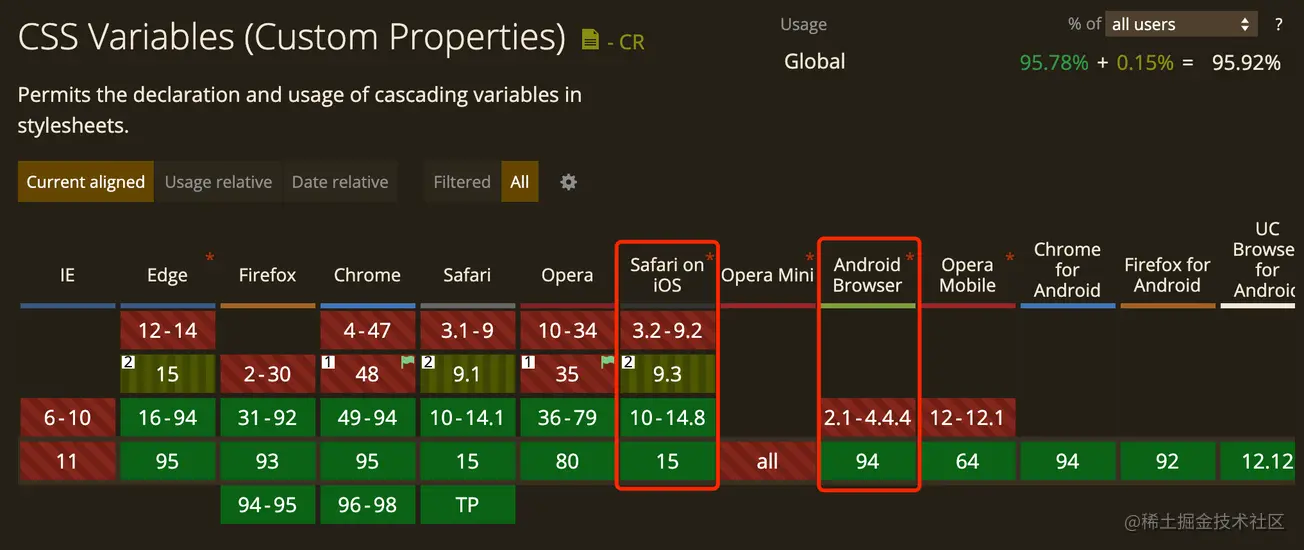 CSS Variables (Custom Properties) - CR
Usage % of all users ?
Global 95.78% + 0.15% = 95.92%
Permits the declaration and usage of cascading variables in
stylesheets.
Current aligned Usage relative Date relative Filtered All
IE Edge * Firefox Chrome Safari Opera Safari on iOS * Opera Mini * Android Browser * Opera Mobile * Chrome for Android Firefox for Android UC Browser for Android
12-14 4-47 3.1-9 10-34 3.2-9.2
2 15 2-30 1 48 2 9.1 1 35 2 9.3
6-10 16-94 31-92 49-94 10-14.1 36-79 10-14.8 2.1-4.4.4 12-12.1
11 95 93 95 15 80 15 all 94 64 94 92 12.12
94-95 96-98 TP
@稀土掘金技术社区